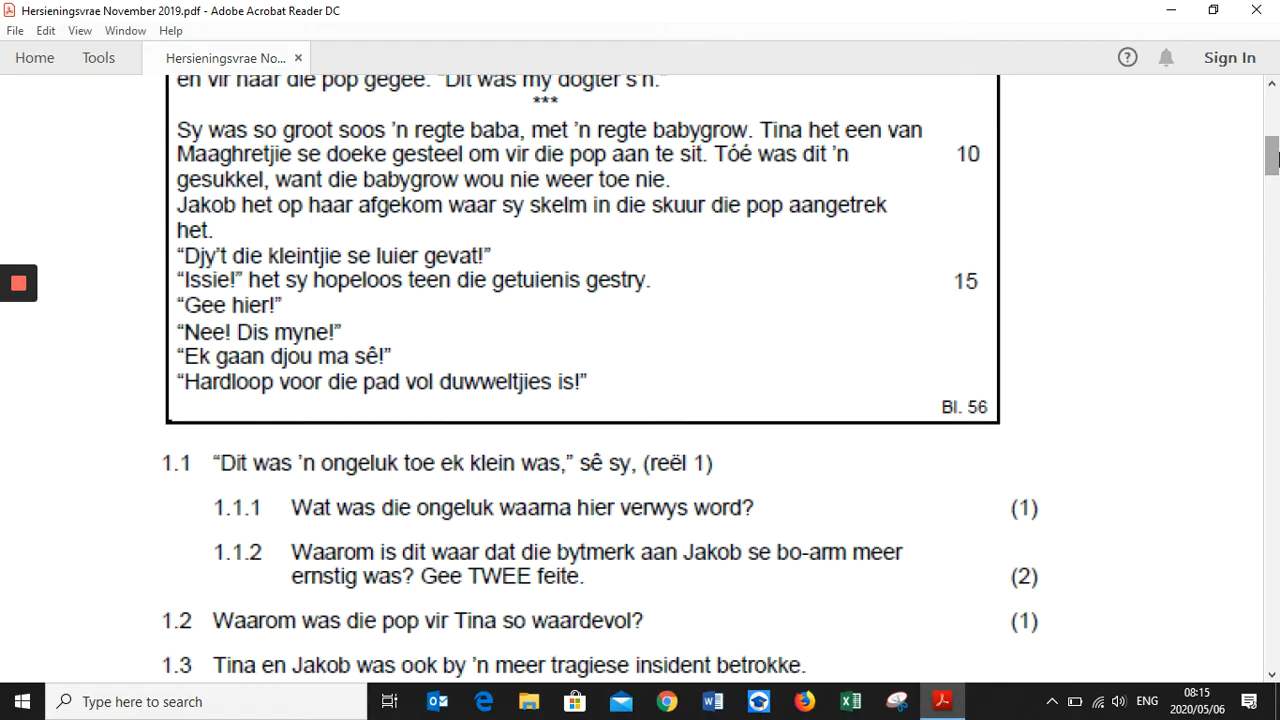 Hersieningsvrae November 2019.pdf - Adobe Acrobat Reader DC
File Edit View Window Help
Home Tools Hersieningsvrae No... × Sign In
en vir haar die pop gegee. “Dit was my dogter s’n.”
***
Sy was so groot soos ’n regte baba, met ’n regte babygrow. Tina het een van
Maaghretjie se doeke gesteel om vir die pop aan te sit. Tóé was dit ’n 10
gesukkel, want die babygrow wou nie weer toe nie.
Jakob het op haar afgekom waar sy skelm in die skuur die pop aangetrek
het.
“Djy’t die kleintjie se luier gevat!”
“Issie!” het sy hopeloos teen die getuienis gestry. 15
“Gee hier!”
“Nee! Dis myne!”
“Ek gaan djou ma sê!”
“Hardloop voor die pad vol duwweltjies is!”
Bl. 56
1.1 “Dit was ’n ongeluk toe ek klein was,” sê sy, (reël 1)
1.1.1 Wat was die ongeluk waarna hier verwys word? (1)
1.1.2 Waarom is dit waar dat die bytmerk aan Jakob se bo-arm meer
ernstig was? Gee TWEE feite. (2)
1.2 Waarom was die pop vir Tina so waardevol? (1)
1.3 Tina en Jakob was ook by ’n meer tragiese insident betrokke.
Type here to search
ENG
08:15
2020/05/06